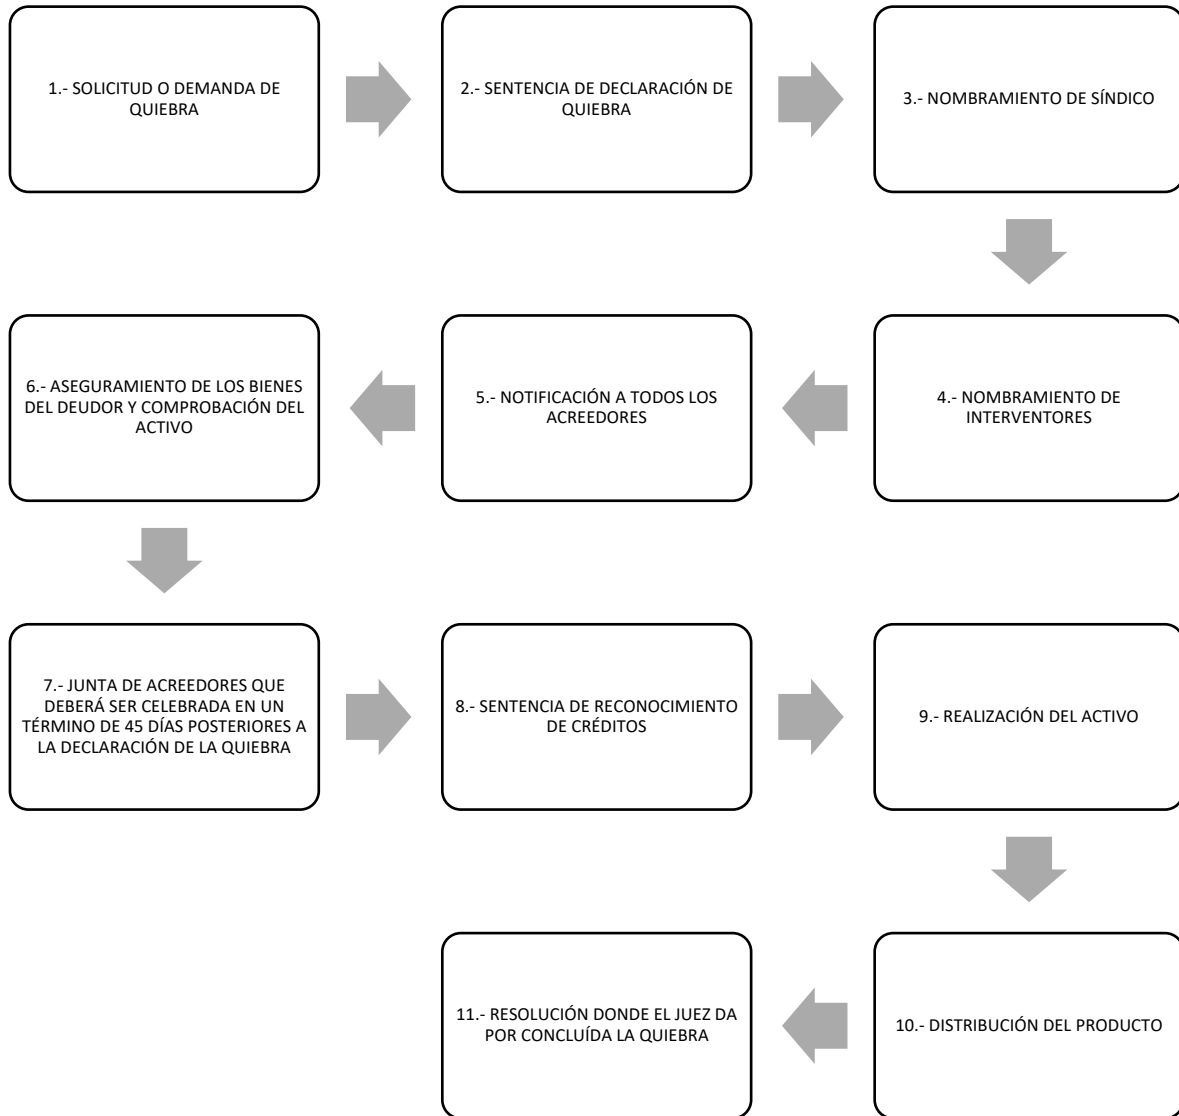 1.- SOLICITUD O DEMANDA DE
QUIEBRA
2.- SENTENCIA DE DECLARACIÓN DE
QUIEBRA
3.- NOMBRAMIENTO DE SÍNDICO
4.- NOMBRAMIENTO DE
INTERVENTORES
5.- NOTIFICACIÓN A TODOS LOS
ACREEDORES
6.- ASEGURAMIENTO DE LOS BIENES
DEL DEUDOR Y COMPROBACIÓN DEL
ACTIVO
7.- JUNTA DE ACREEDORES QUE
DEBERÁ SER CELEBRADA EN UN
TÉRMINO DE 45 DÍAS POSTERIORES A
LA DECLARACIÓN DE LA QUIEBRA
8.- SENTENCIA DE RECONOCIMIENTO
DE CRÉDITOS
9.- REALIZACIÓN DEL ACTIVO
10.- DISTRIBUCIÓN DEL PRODUCTO
11.- RESOLUCIÓN DONDE EL JUEZ DA
POR CONCLUÍDA LA QUIEBRA